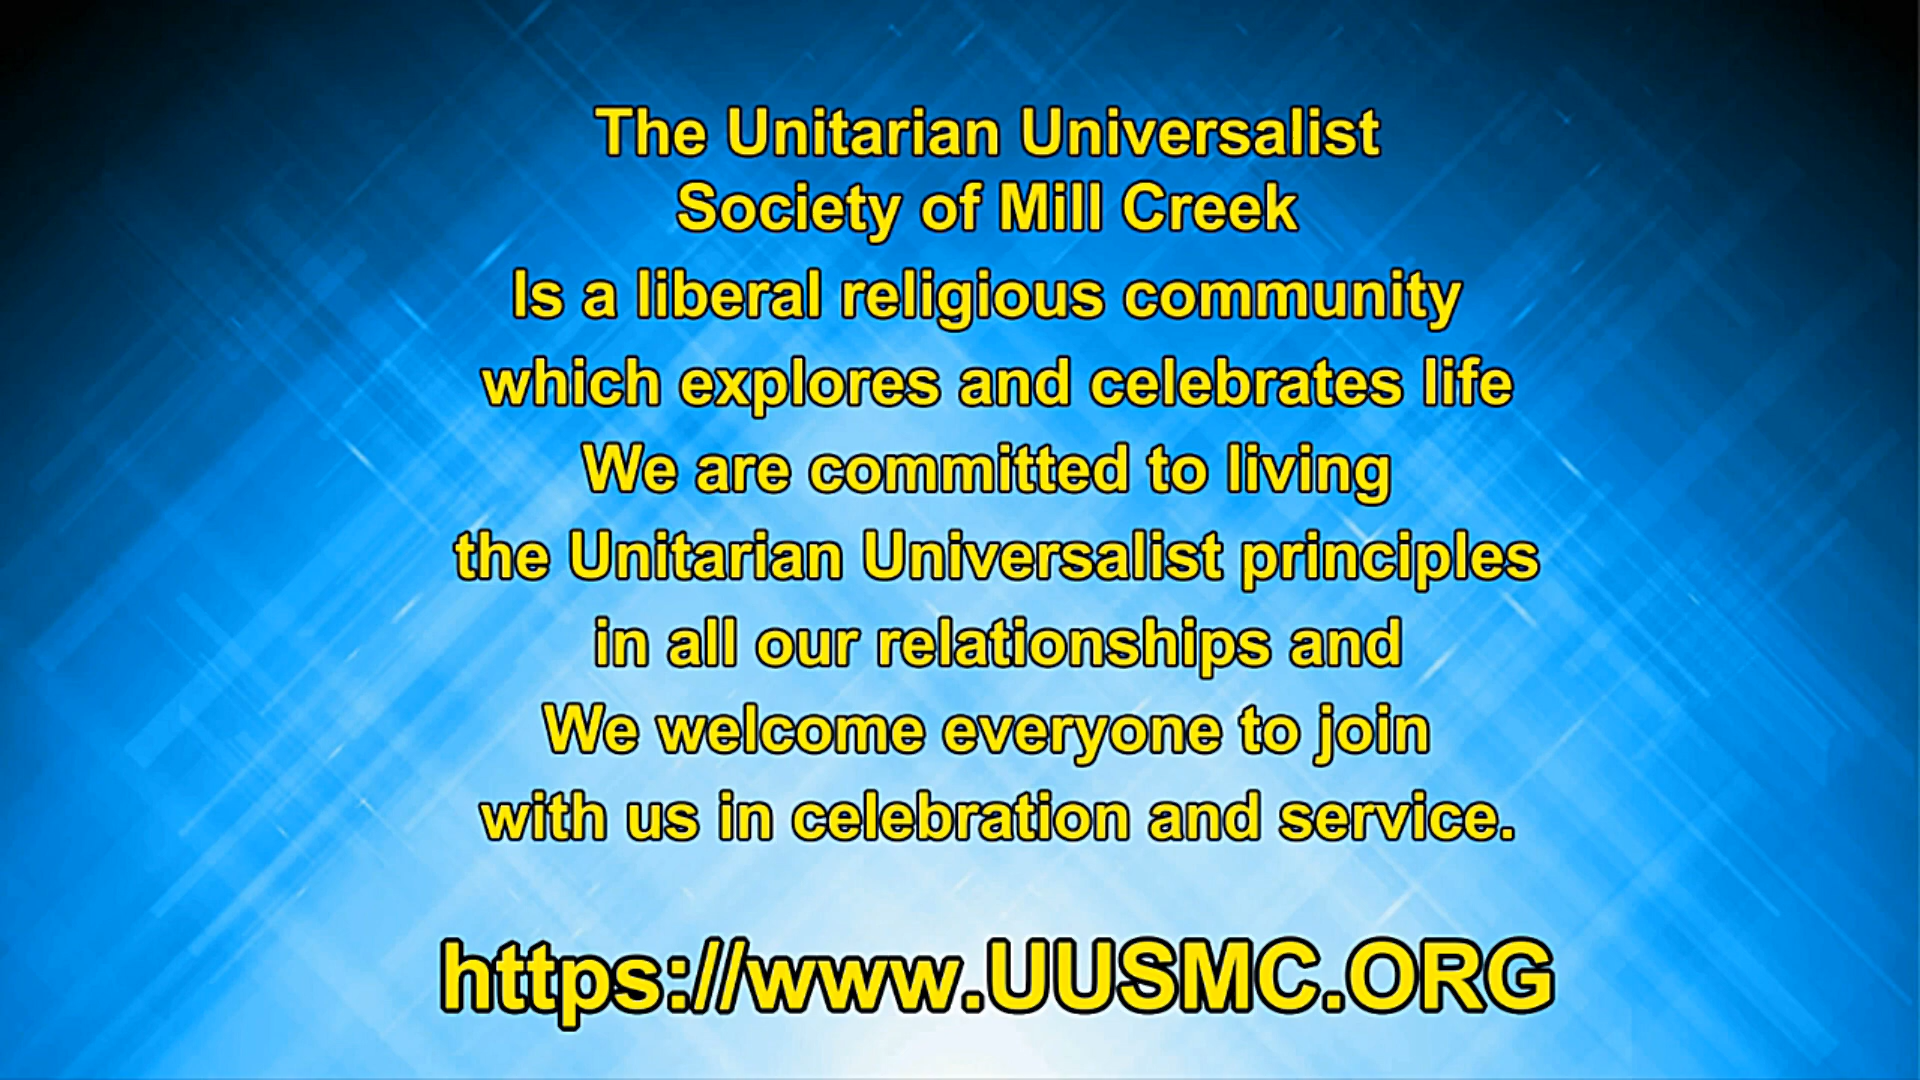 The Unitarian Universalist
Society of Mill Creek
Is a liberal religious community
which explores and celebrates life
We are committed to living
the Unitarian Universalist principles
in all our relationships and
We welcome everyone to join
with us in celebration and service.
https://www.UUSMC.ORG